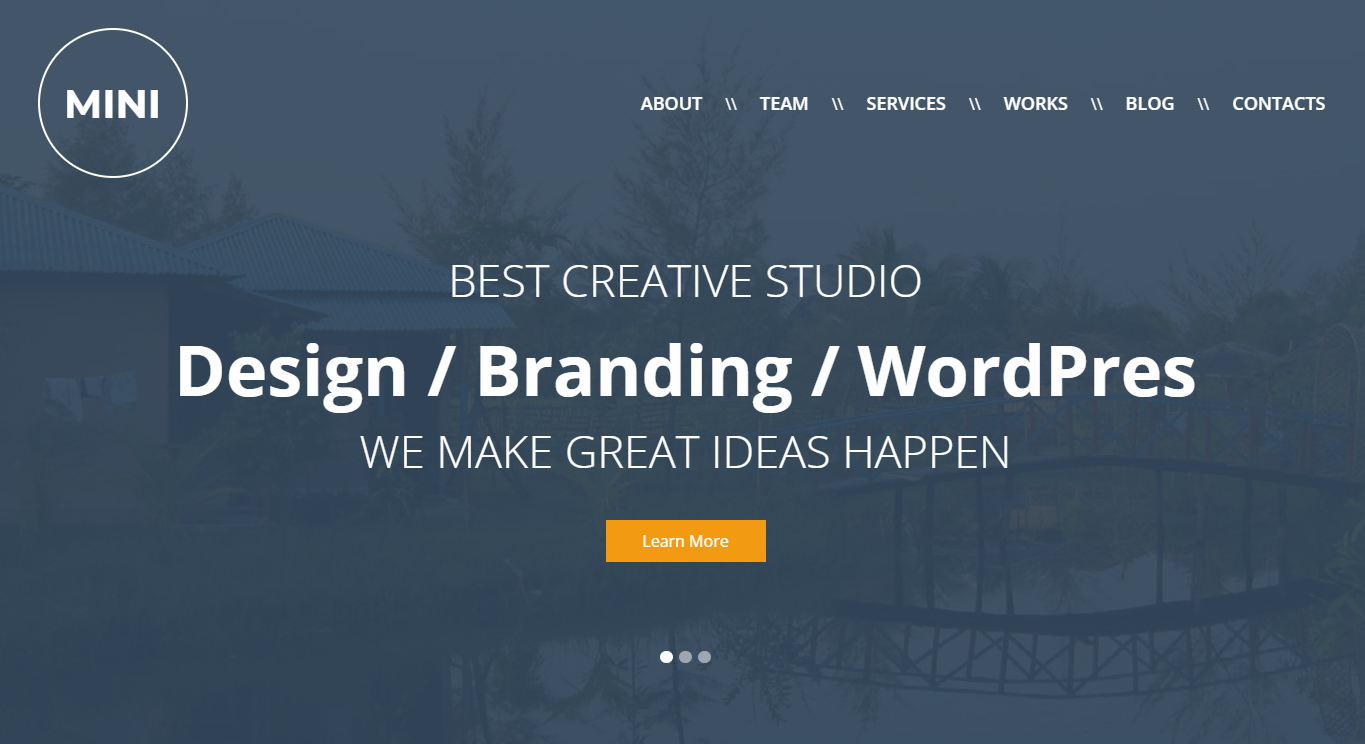 MINI
ABOUT \\ TEAM \\ SERVICES \\ WORKS \\ BLOG \\ CONTACTS
BEST CREATIVE STUDIO
Design / Branding / WordPres
WE MAKE GREAT IDEAS HAPPEN
Learn More